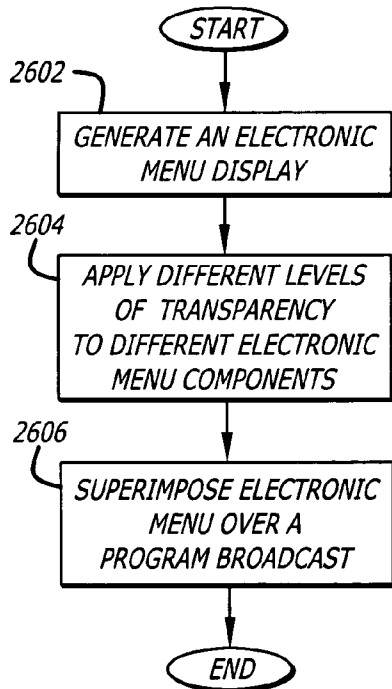 START
2602
GENERATE AN ELECTRONIC
MENU DISPLAY
2604
APPLY DIFFERENT LEVELS
OF TRANSPARENCY
TO DIFFERENT ELECTRONIC
MENU COMPONENTS
2606
SUPERIMPOSE ELECTRONIC
MENU OVER A
PROGRAM BROADCAST
END